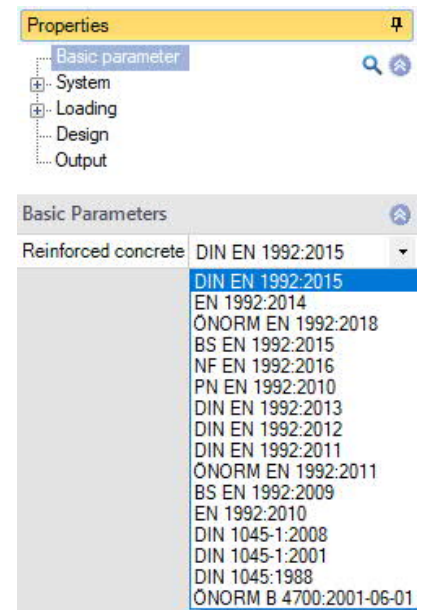 Properties
Basic parameter
System
Loading
Design
Output
Basic Parameters
Reinforced concrete DIN EN 1992:2015
DIN EN 1992:2015
EN 1992:2014
ÖNORM EN 1992:2018
BS EN 1992:2015
NF EN 1992:2016
PN EN 1992:2010
DIN EN 1992:2013
DIN EN 1992:2012
DIN EN 1992:2011
ÖNORM EN 1992:2011
BS EN 1992:2009
EN 1992:2010
DIN 1045-1:2008
DIN 1045-1:2001
DIN 1045:1988
ÖNORM B 4700:2001-06-01